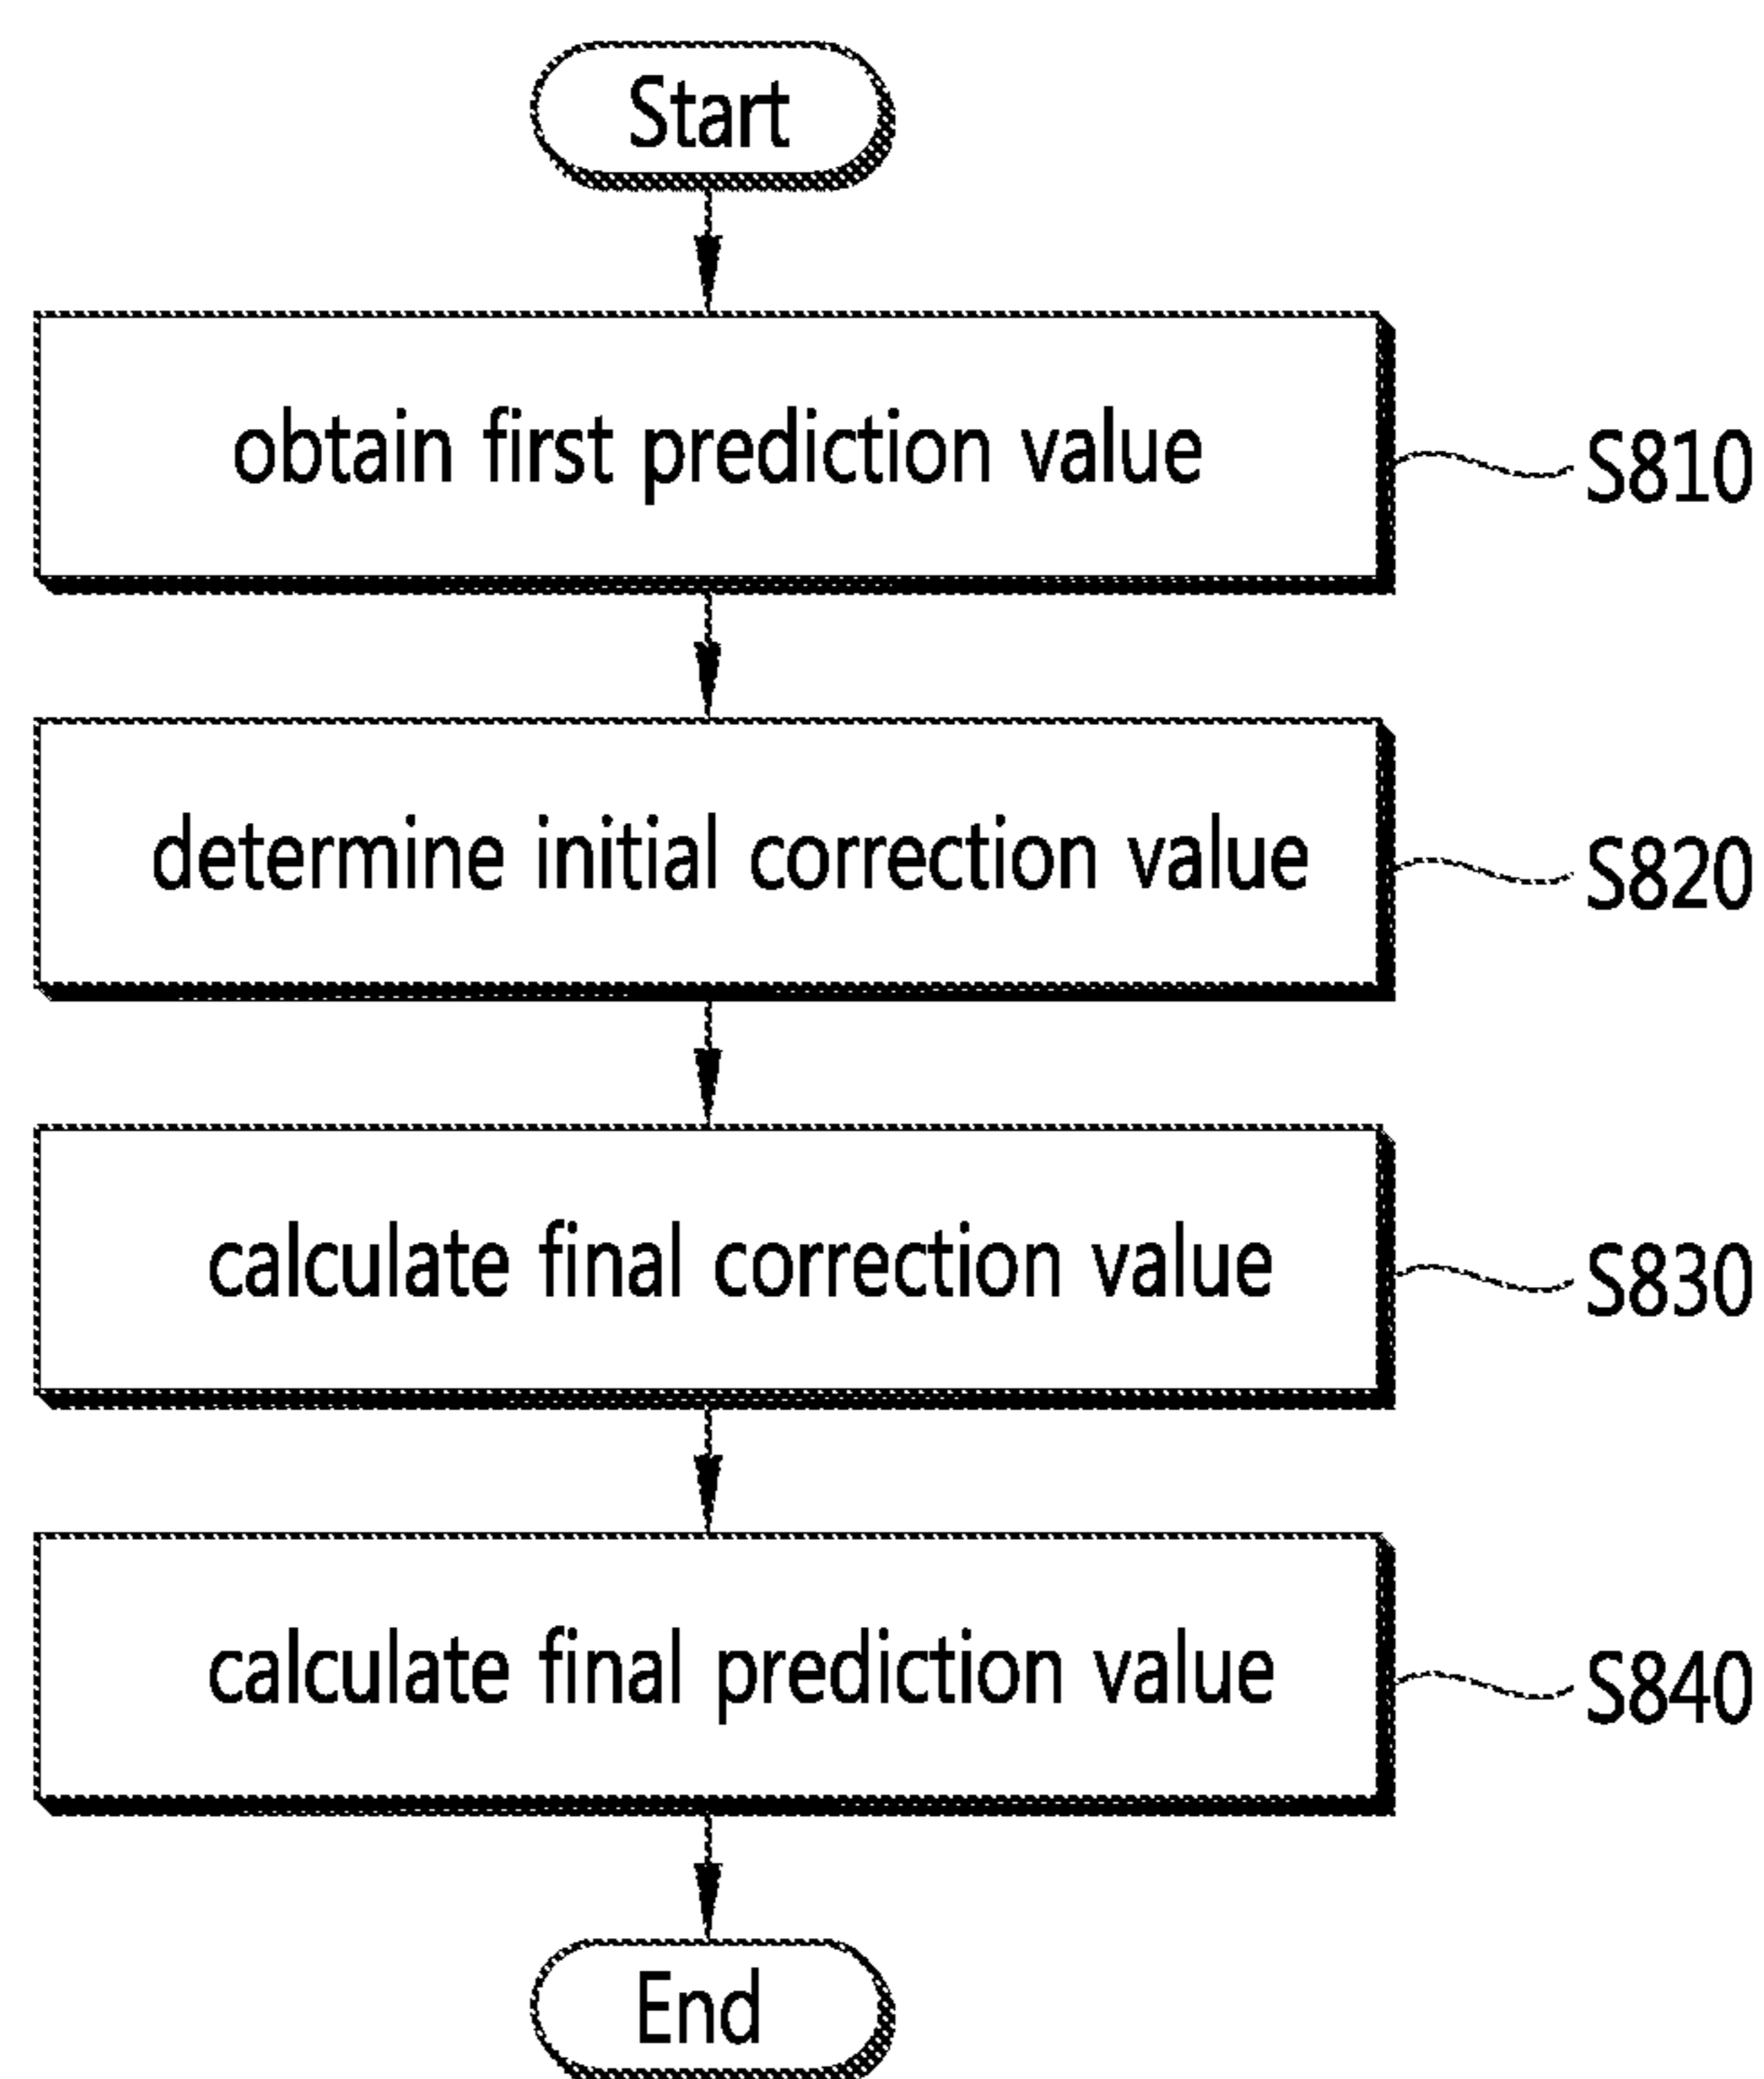 Start
obtain first prediction value
S810
determine initial correction value
S820
calculate final correction value
S830
calculate final prediction value
S840
End